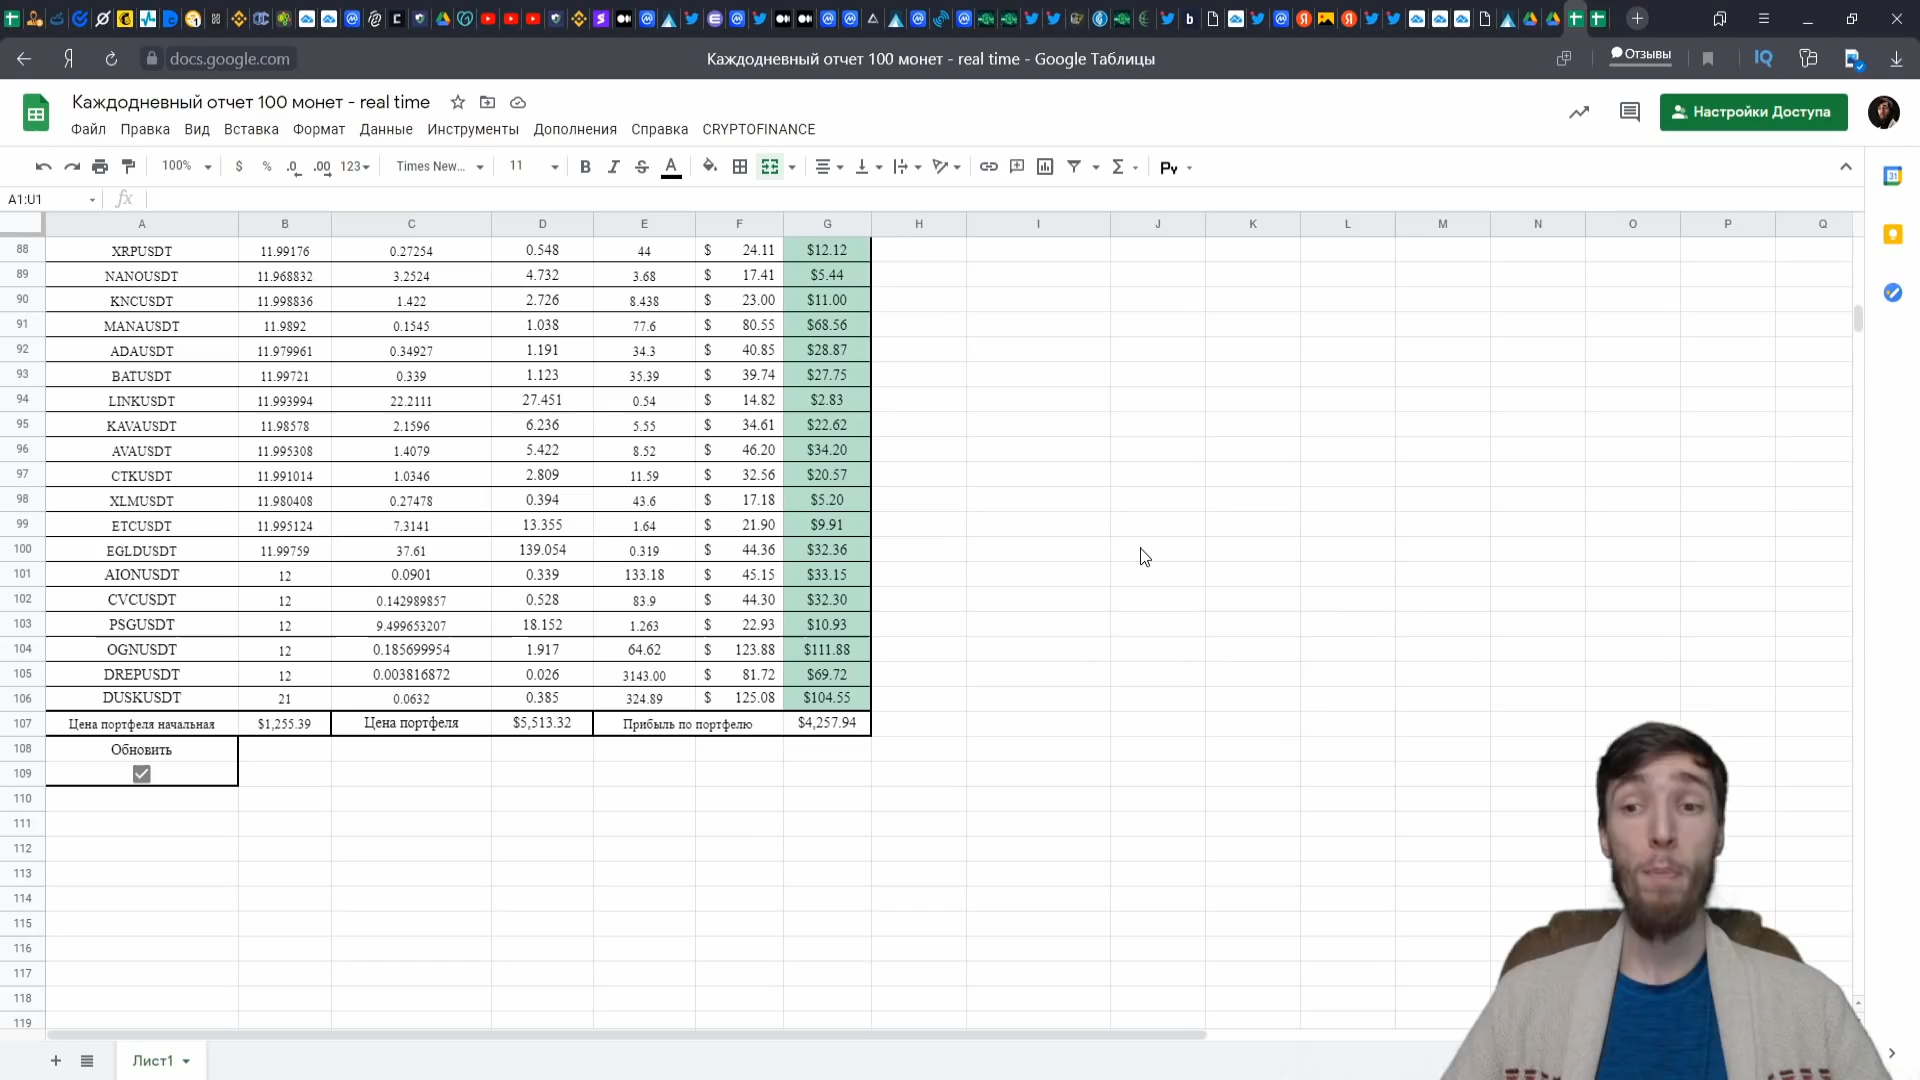 docs.google.com
Каждодневный отчет 100 монет - real time - Google Таблицы
Отзывы
Каждодневный отчет 100 монет - real time
Файл Правка Вид Вставка Формат Данные Инструменты Дополнения Справка CRYPTOFINANCE
Настройки Доступа
100% $ % .0 .00 123 Times New... 11 B I S A Σ Ру
A1:U1 fx
A B C D E F G H I J K L M N O P Q
88 XRPUSDT 11.99176 0.27254 0.548 44 $ 24.11 $12.12
89 NANOUSDT 11.968832 3.2524 4.732 3.68 $ 17.41 $5.44
90 KNCUSDT 11.998836 1.422 2.726 8.438 $ 23.00 $11.00
91 MANAUSDT 11.9892 0.1545 1.038 77.6 $ 80.55 $68.56
92 ADAUSDT 11.979961 0.34927 1.191 34.3 $ 40.85 $28.87
93 BATUSDT 11.99721 0.339 1.123 35.39 $ 39.74 $27.75
94 LINKUSDT 11.993994 22.2111 27.451 0.54 $ 14.82 $2.83
95 KAVAUSDT 11.98578 2.1596 6.236 5.55 $ 34.61 $22.62
96 AVAUSDT 11.995308 1.4079 5.422 8.52 $ 46.20 $34.20
97 CTKUSDT 11.991014 1.0346 2.809 11.59 $ 32.56 $20.57
98 XLMUSDT 11.980408 0.27478 0.394 43.6 $ 17.18 $5.20
99 ETCUSDT 11.995124 7.3141 13.355 1.64 $ 21.90 $9.91
100 EGLDUSDT 11.99759 37.61 139.054 0.319 $ 44.36 $32.36
101 AIONUSDT 12 0.0901 0.339 133.18 $ 45.15 $33.15
102 CVCUSDT 12 0.142989857 0.528 83.9 $ 44.30 $32.30
103 PSGUSDT 12 9.499653207 18.152 1.263 $ 22.93 $10.93
104 OGNUSDT 12 0.185699954 1.917 64.62 $ 123.88 $111.88
105 DREPUSDT 12 0.003816872 0.026 3143.00 $ 81.72 $69.72
106 DUSKUSDT 21 0.0632 0.385 324.89 $ 125.08 $104.55
107 Цена портфеля начальная $1,255.39 Цена портфеля $5,513.32 Прибыль по портфелю $4,257.94
108 Обновить
109
110
111
112
113
114
115
116
117
118
119
Лист1